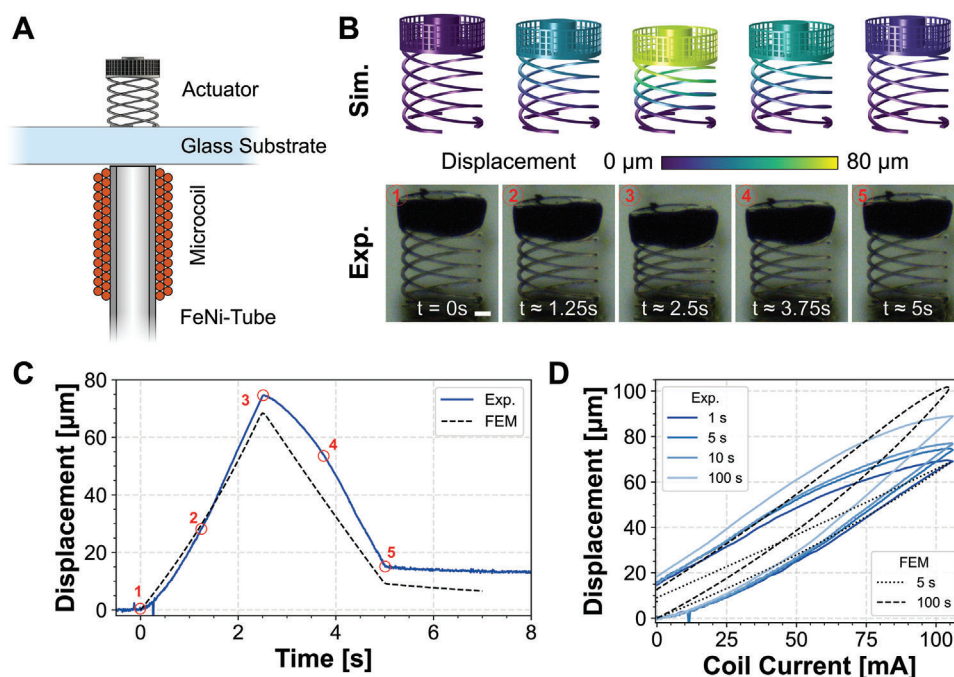 A
Actuator
Glass Substrate
Microcoil
FeNi-Tube
B
Sim.
Displacement 0 µm 80 µm
Exp.
1 2 3 4 5
t = 0s t ≈ 1.25s t ≈ 2.5s t ≈ 3.75s t ≈ 5s
C
Displacement [µm]
80
60
40
20
0
0 2 4 6 8
Time [s]
Exp.
FEM
1
2
3
4
5
D
Displacement [µm]
100
80
60
40
20
0
0 25 50 75 100
Coil Current [mA]
Exp.
1 s
5 s
10 s
100 s
FEM
5 s
100 s